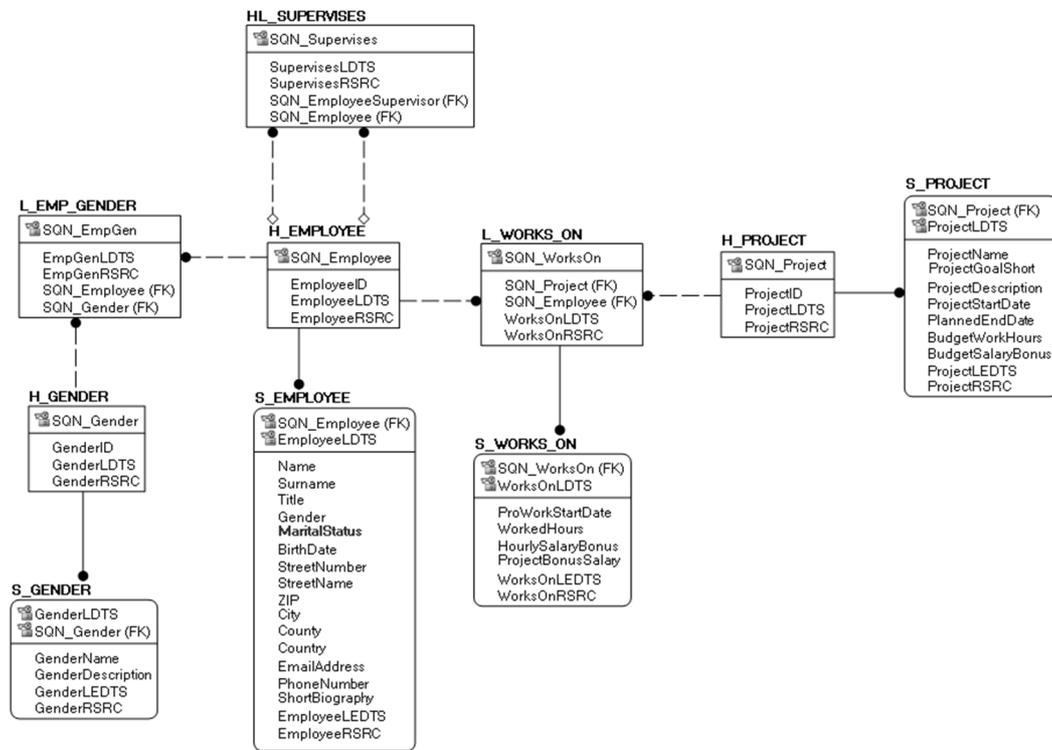 HL_SUPERVISES
SQN_Supervises
SupervisesLDTS
SupervisesRSRC
SQN_EmployeeSupervisor (FK)
SQN_Employee (FK)
L_EMP_GENDER
SQN_EmpGen
EmpGenLDTS
EmpGenRSRC
SQN_Employee (FK)
SQN_Gender (FK)
H_EMPLOYEE
SQN_Employee
EmployeeID
EmployeeLDTS
EmployeeRSRC
L_WORKS_ON
SQN_WorksOn
SQN_Project (FK)
SQN_Employee (FK)
WorksOnLDTS
WorksOnRSRC
H_PROJECT
SQN_Project
ProjectID
ProjectLDTS
ProjectRSRC
S_PROJECT
SQN_Project (FK)
ProjectLDTS
ProjectName
ProjectGoalShort
ProjectDescription
ProjectStartDate
PlannedEndDate
BudgetWorkHours
BudgetSalaryBonus
ProjectLEDTS
ProjectRSRC
H_GENDER
SQN_Gender
GenderID
GenderLDTS
GenderRSRC
S_EMPLOYEE
SQN_Employee (FK)
EmployeeLDTS
Name
Surname
Title
Gender
MaritalStatus
BirthDate
StreetNumber
StreetName
ZIP
City
County
Country
EmailAddress
PhoneNumber
ShortBiography
EmployeeLEDTS
EmployeeRSRC
S_WORKS_ON
SQN_WorksOn (FK)
WorksOnLDTS
ProWorkStartDate
WorkedHours
HourlySalaryBonus
ProjectBonusSalary
WorksOnLEDTS
WorksOnRSRC
S_GENDER
GenderLDTS
SQN_Gender (FK)
GenderName
GenderDescription
GenderLEDTS
GenderRSRC